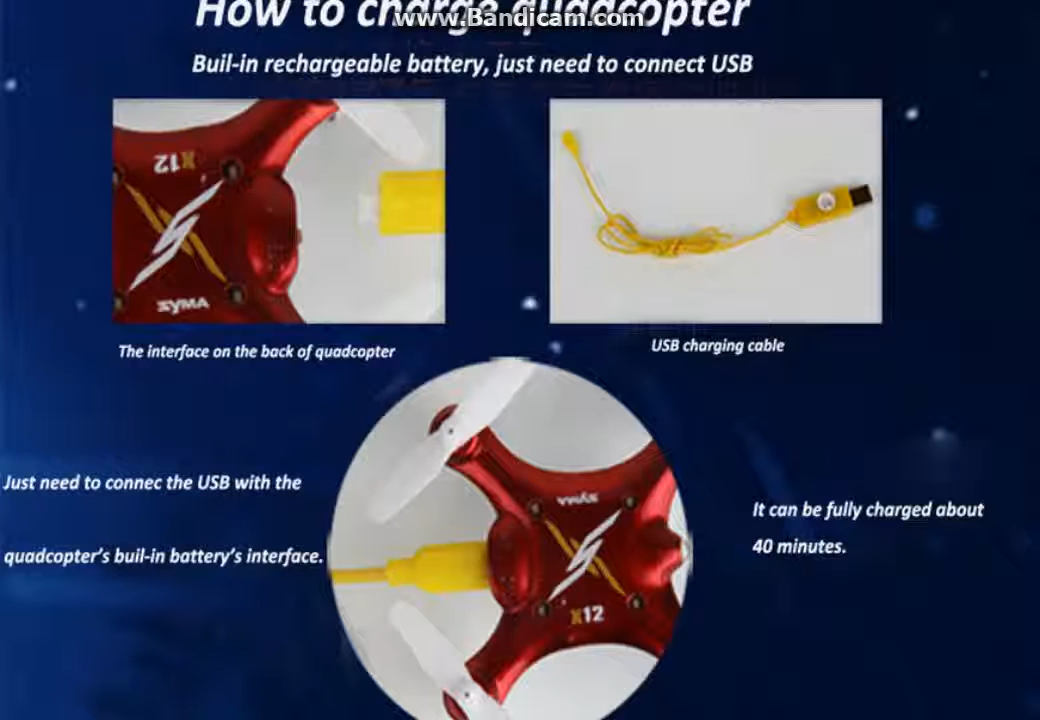 How to charge quadcopter
www.Bandicam.com
Buil-in rechargeable battery, just need to connect USB
X12
SYMA
The interface on the back of quadcopter
USB charging cable
Just need to connec the USB with the
quadcopter's buil-in battery's interface.
It can be fully charged about
40 minutes.
SYMA
X12